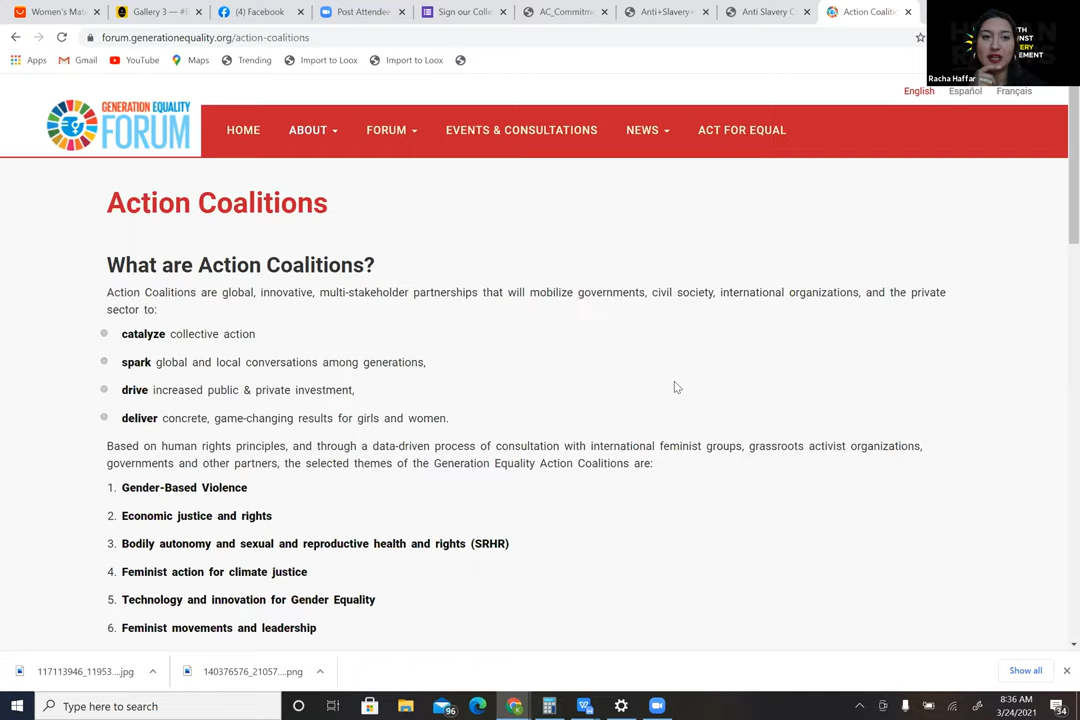 Women's Mat
Gallery 3 — #
(4) Facebook
Post Attendee
Sign our Colle
AC_Commitm
Anti+Slavery+
Anti Slavery C
Action Coaliti
forum.generationequality.org/action-coalitions
Apps
Gmail
YouTube
Maps
Trending
Import to Loox
Import to Loox
Racha Haffar
English Español Français
GENERATION EQUALITY
FORUM
HOME ABOUT FORUM EVENTS & CONSULTATIONS NEWS ACT FOR EQUAL
Action Coalitions
What are Action Coalitions?
Action Coalitions are global, innovative, multi-stakeholder partnerships that will mobilize governments, civil society, international organizations, and the private
sector to:
catalyze collective action
spark global and local conversations among generations,
drive increased public & private investment,
deliver concrete, game-changing results for girls and women.
Based on human rights principles, and through a data-driven process of consultation with international feminist groups, grassroots activist organizations,
governments and other partners, the selected themes of the Generation Equality Action Coalitions are:
1. Gender-Based Violence
2. Economic justice and rights
3. Bodily autonomy and sexual and reproductive health and rights (SRHR)
4. Feminist action for climate justice
5. Technology and innovation for Gender Equality
6. Feminist movements and leadership
117113946_11953....jpg
140376576_21057....png
Show all
Type here to search
96
8:36 AM
3/24/2021
34